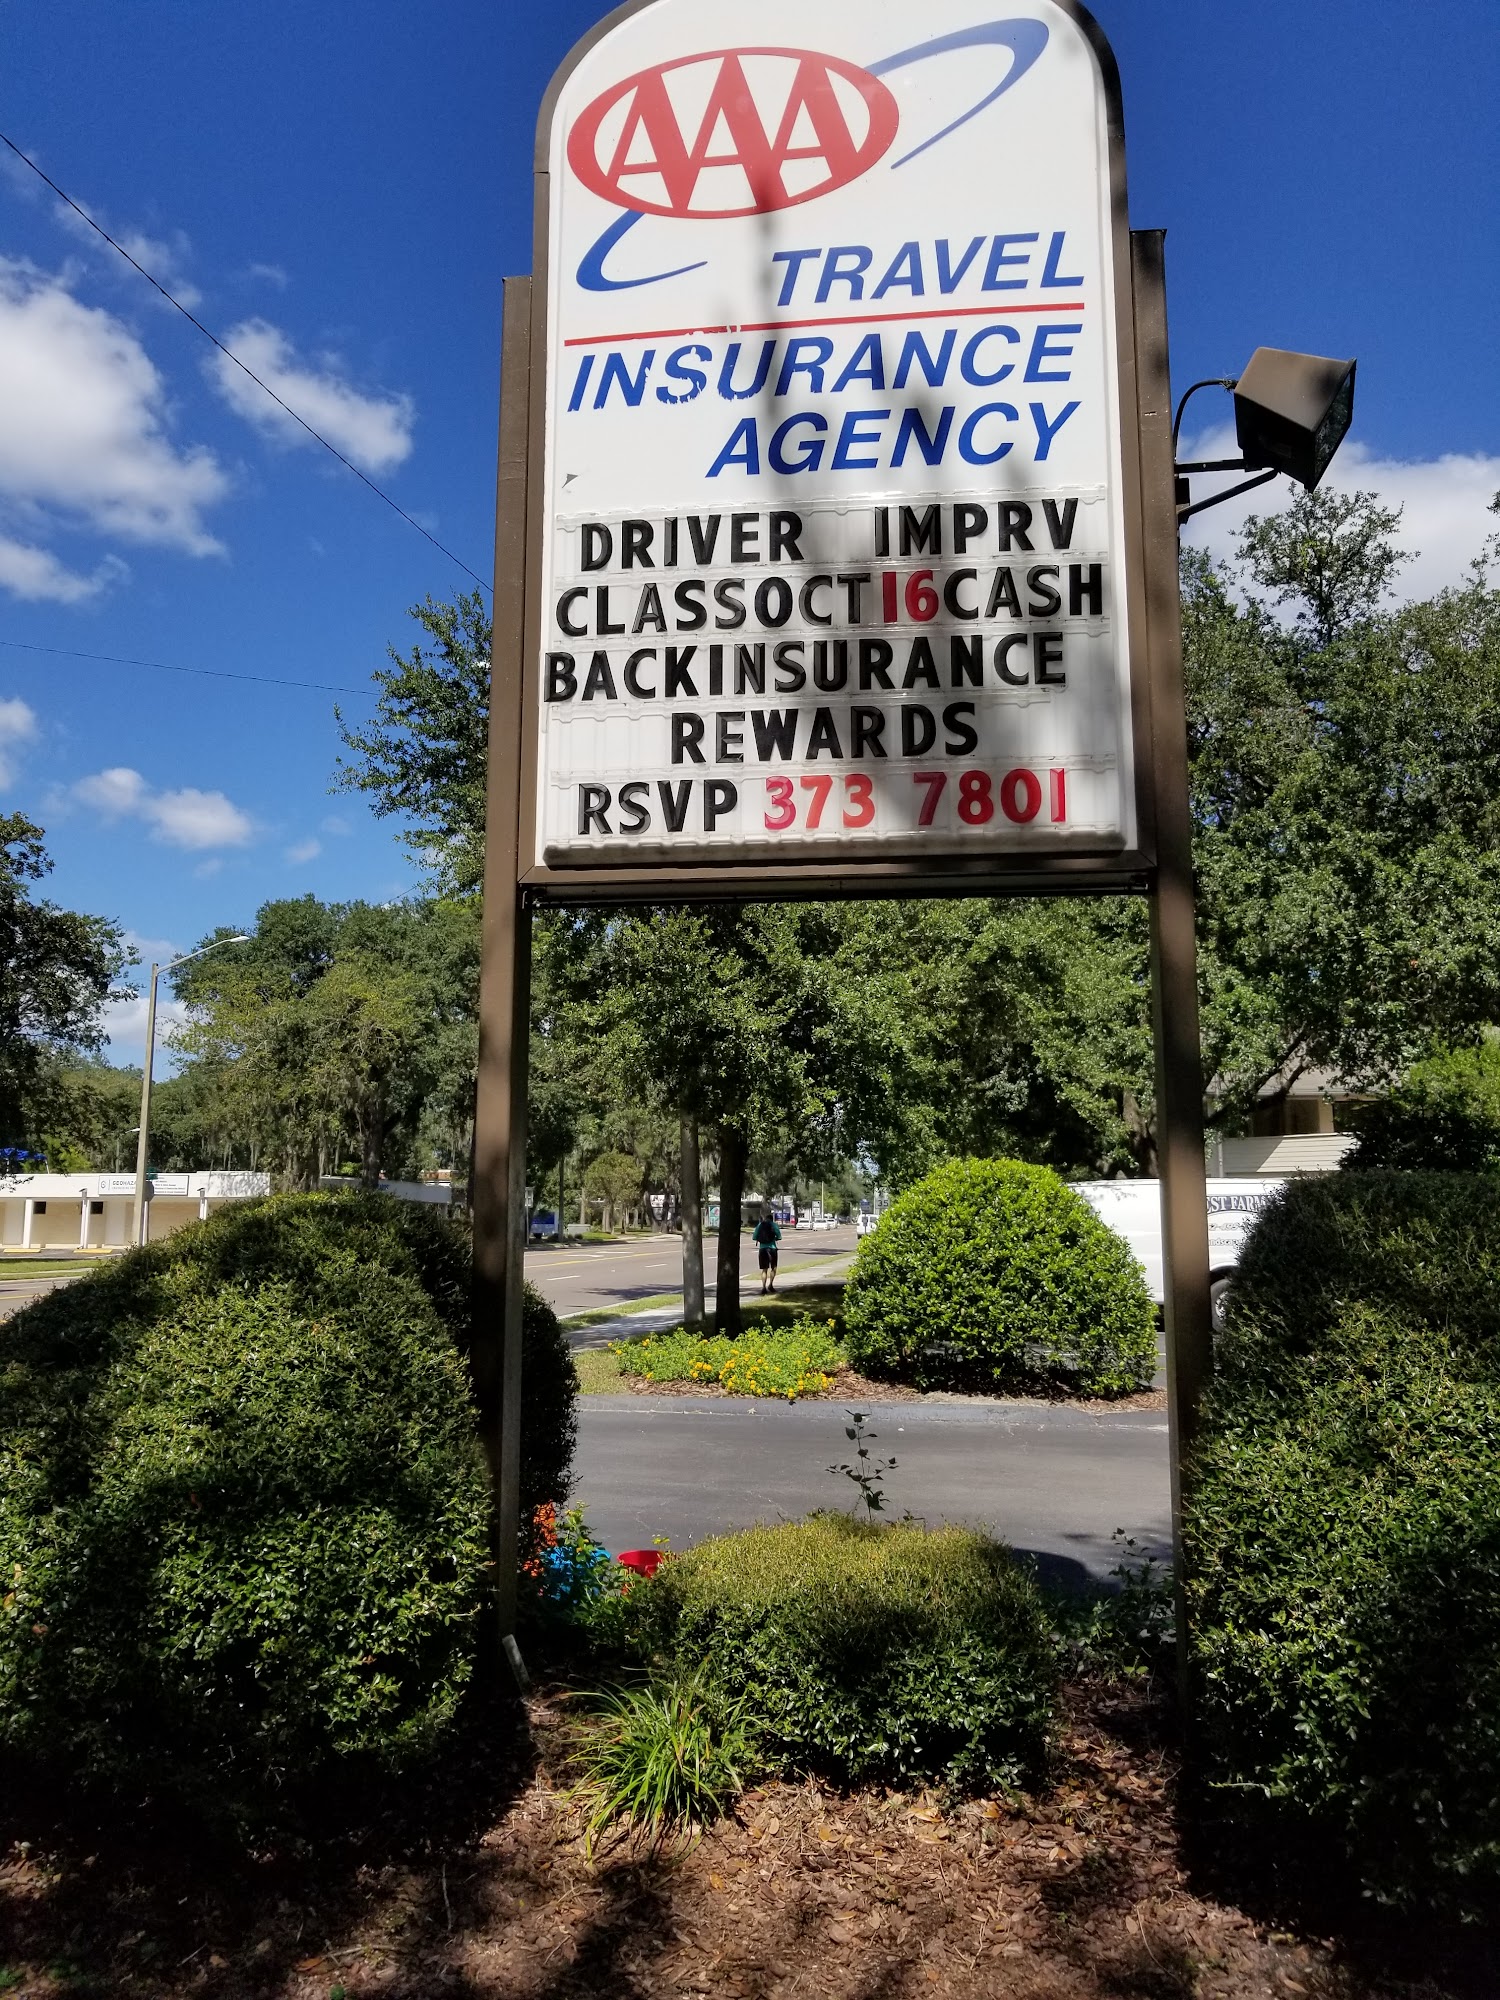 AAA
TRAVEL
INSURANCE
AGENCY
DRIVER IMPRV
CLASSOCT16CASH
BACKINSURANCE
REWARDS
RSVP 373 7801